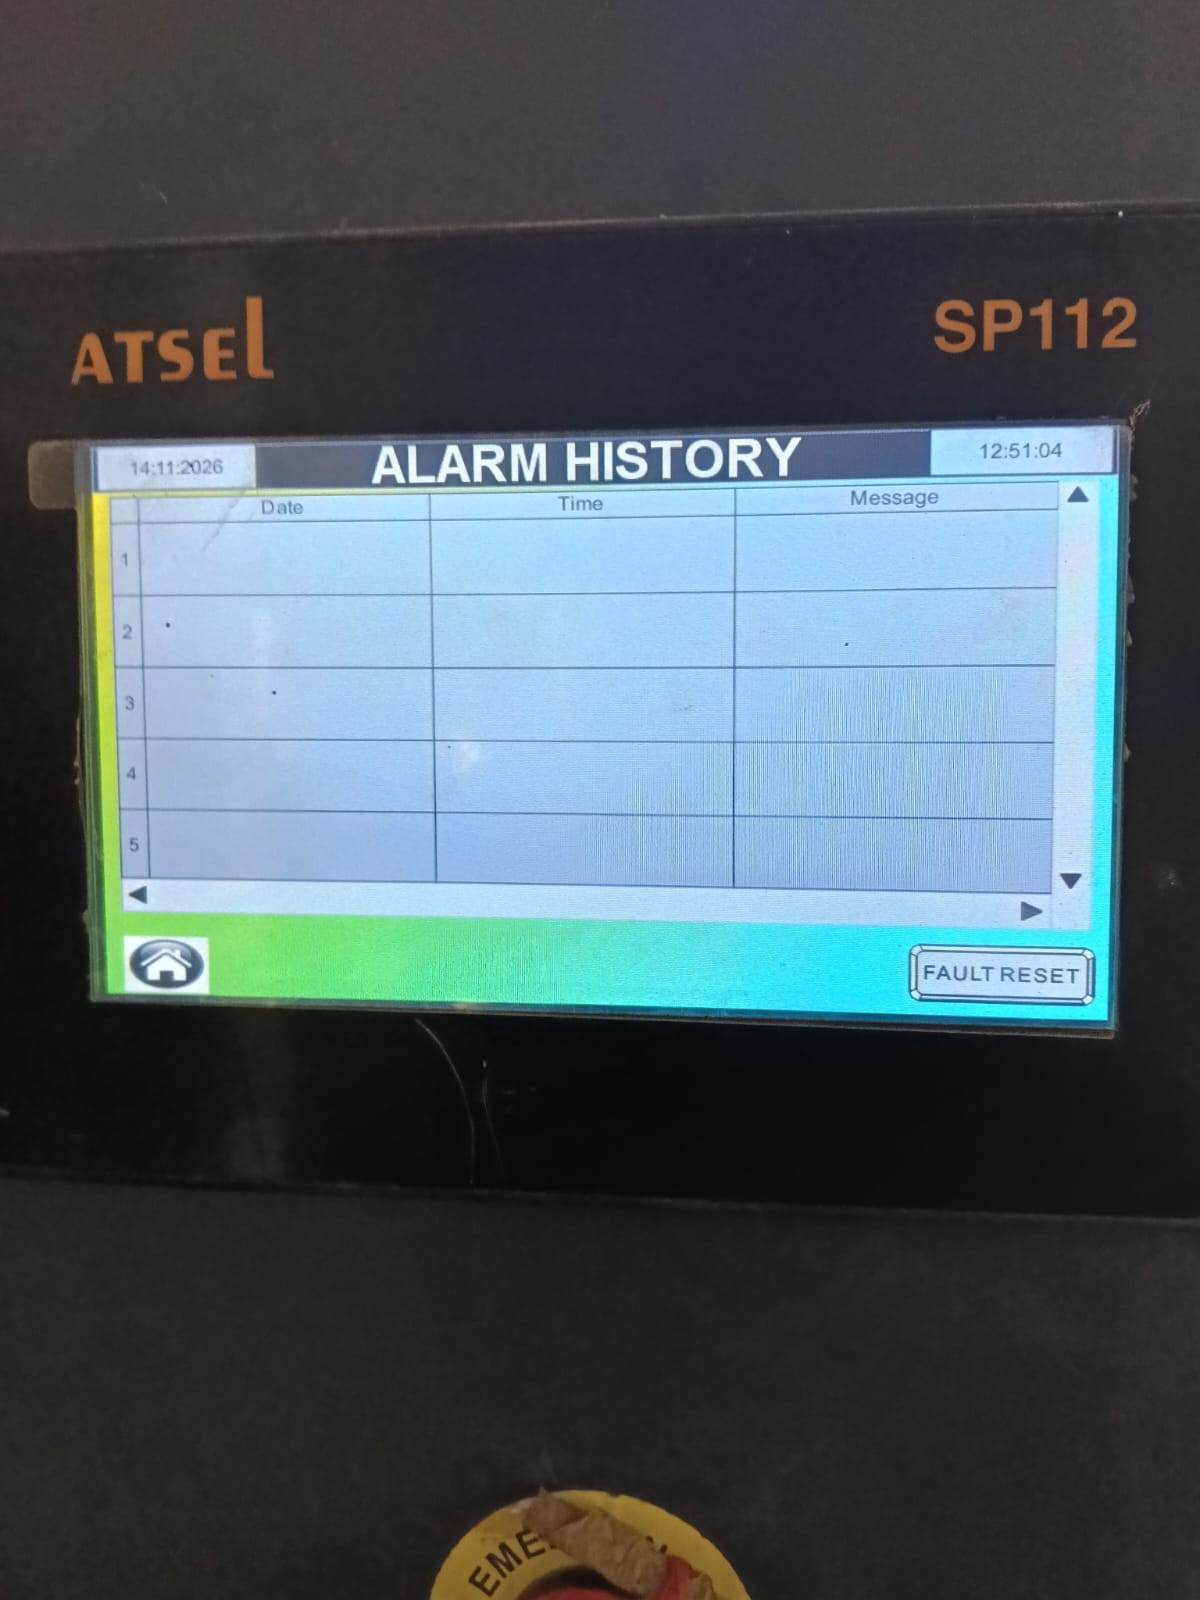 ATSEL
SP112
14:11:2026
ALARM HISTORY
12:51:04
Date
Time
Message
1
2
3
4
5
FAULT RESET